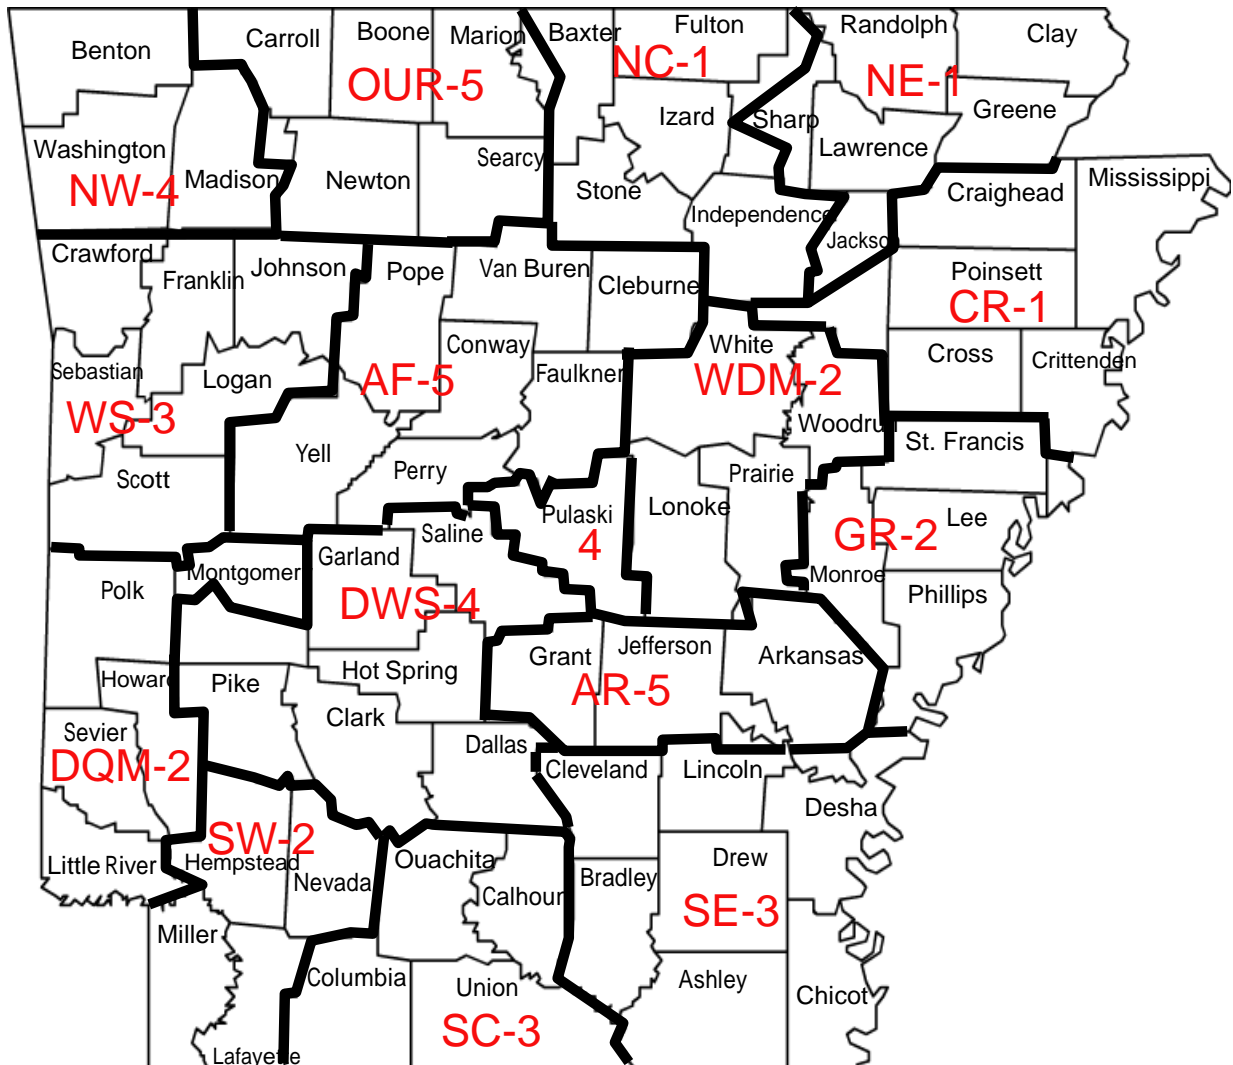 Benton
Carroll
Boone
Marion
Baxter
Fulton
Randolph
Clay
OUR-5
NC-1
NE-1
Greene
Washington
Izard
Sharp
Lawrence
NW-4
Madison
Newton
Searcy
Stone
Craighead
Mississippi
Independence
Jackso
Crawford
Franklin
Johnson
Pope
Van Buren
Cleburne
Poinsett
CR-1
Sebastian
Logan
Conway
White
Cross
Crittenden
WS-3
AF-5
Faulkner
WDM-2
Woodru
St. Francis
Scott
Yell
Perry
Prairie
Lonoke
Pulaski
4
Saline
GR-2
Lee
Garland
Montgomer
Polk
DWS-4
Monroe
Phillips
Hot Spring
Grant
Jefferson
Arkansas
Howard
Pike
AR-5
Clark
Sevier
Dallas
DQM-2
Cleveland
Lincoln
Desha
SW-2
Little River
Hempstead
Nevada
Ouachita
Calhoun
Bradley
Drew
SE-3
Miller
Columbia
Union
Ashley
Chicot
SC-3
Lafayette